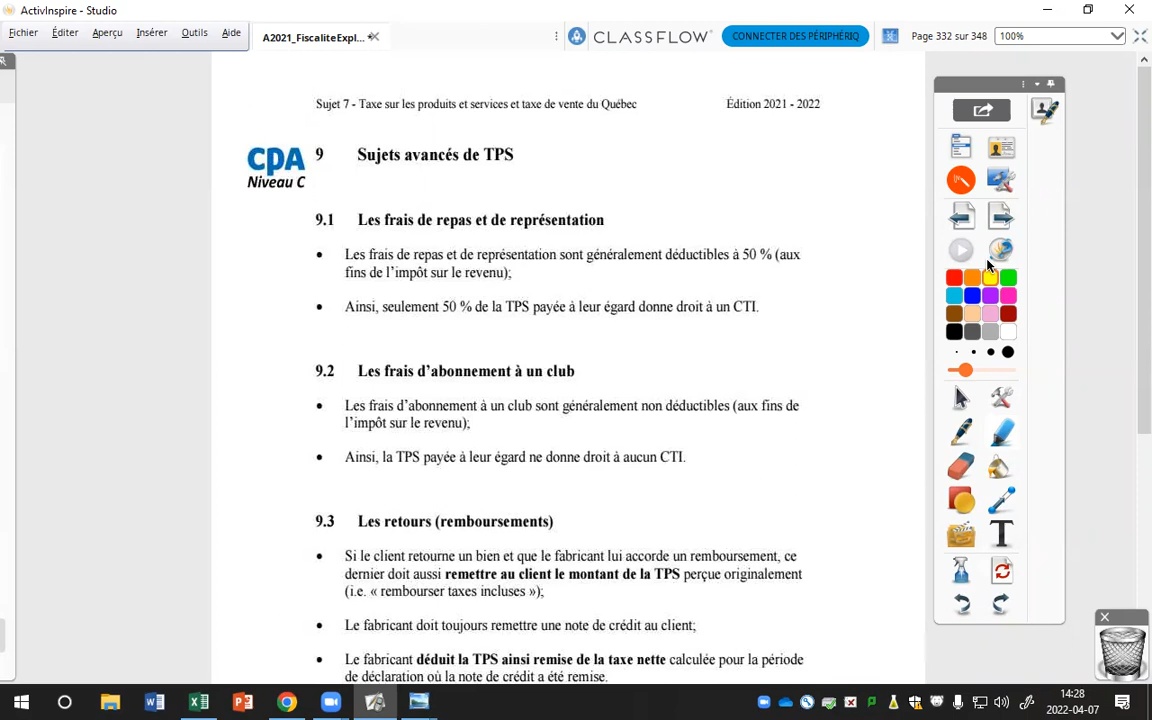 ActivInspire - Studio
Fichier Éditer Aperçu Insérer Outils Aide
A2021_FiscaliteExpl...
CLASSFLOW
CONNECTER DES PÉRIPHÉRIQ
Page 332 sur 348
100%
Sujet 7 - Taxe sur les produits et services et taxe de vente du Québec Édition 2021 - 2022
CPA
Niveau C
9 Sujets avancés de TPS
9.1 Les frais de repas et de représentation
• Les frais de repas et de représentation sont généralement déductibles à 50 % (aux
fins de l'impôt sur le revenu);
• Ainsi, seulement 50 % de la TPS payée à leur égard donne droit à un CTI.
9.2 Les frais d'abonnement à un club
• Les frais d'abonnement à un club sont généralement non déductibles (aux fins de
l'impôt sur le revenu);
• Ainsi, la TPS payée à leur égard ne donne droit à aucun CTI.
9.3 Les retours (remboursements)
• Si le client retourne un bien et que le fabricant lui accorde un remboursement, ce
dernier doit aussi remettre au client le montant de la TPS perçue originalement
(i.e. « rembourser taxes incluses »);
• Le fabricant doit toujours remettre une note de crédit au client;
• Le fabricant déduit la TPS ainsi remise de la taxe nette calculée pour la période
de déclaration où la note de crédit a été remise.
14:28
2022-04-07